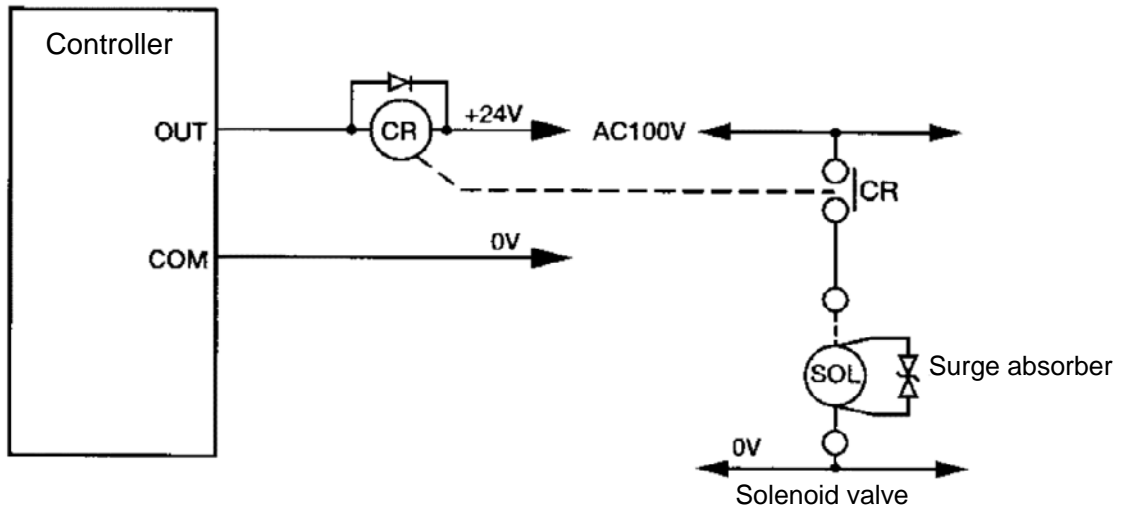 Controller
OUT
CR
+24V
AC100V
CR
COM
0V
SOL
Surge absorber
0V
Solenoid valve